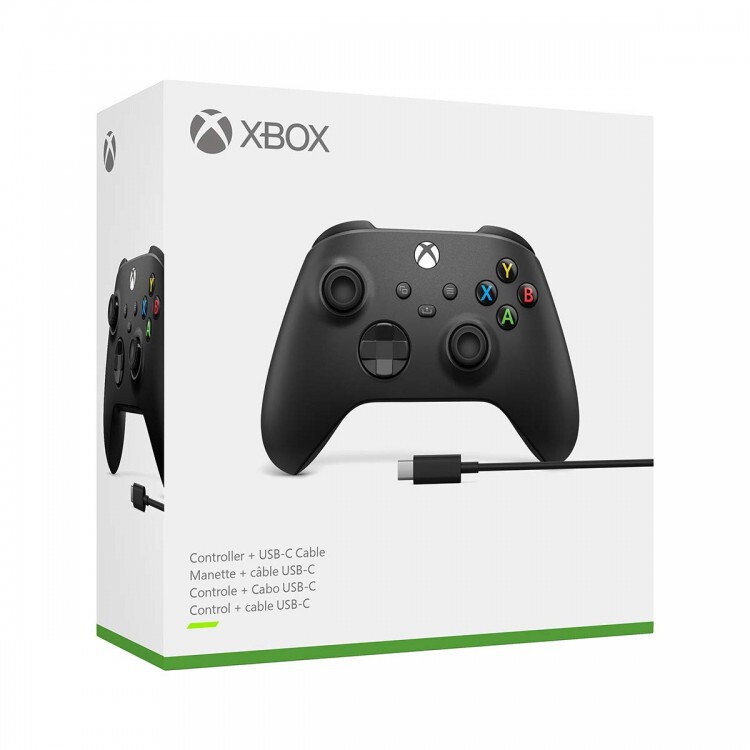 XBOX
Y
X
B
A
Controller + USB-C Cable
Manette + câble USB-C
Controle + Cabo USB-C
Control + cable USB-C
Y
X
B
A